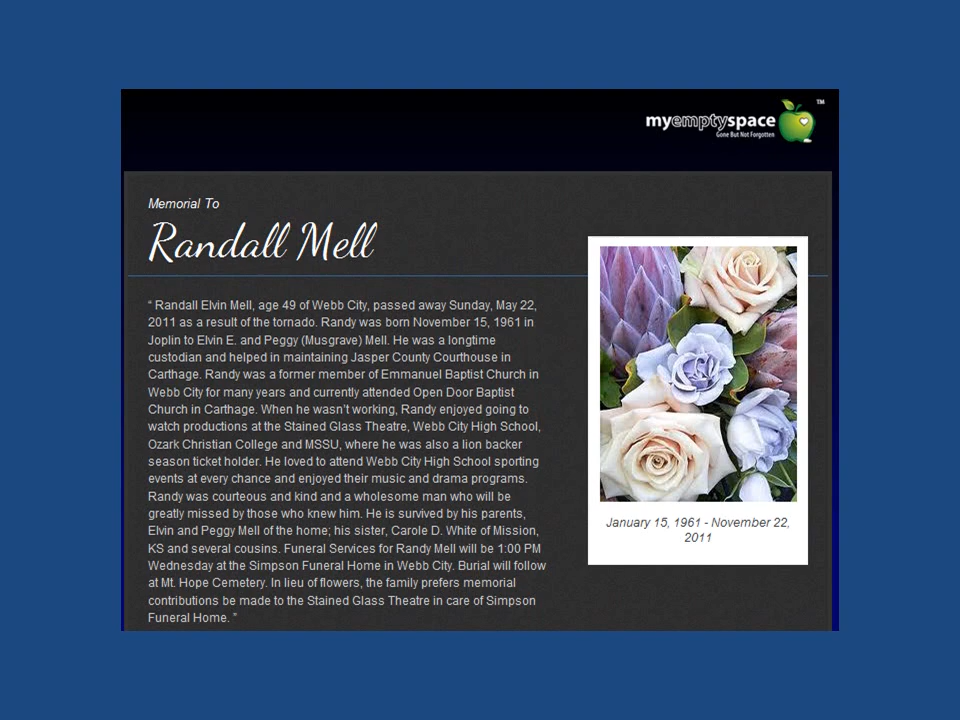 myemptyspace
TM
Gone But Not Forgotten
Memorial To
Randall Mell
“ Randall Elvin Mell, age 49 of Webb City, passed away Sunday, May 22,
2011 as a result of the tornado. Randy was born November 15, 1961 in
Joplin to Elvin E. and Peggy (Musgrave) Mell. He was a longtime
custodian and helped in maintaining Jasper County Courthouse in
Carthage. Randy was a former member of Emmanuel Baptist Church in
Webb City for many years and currently attended Open Door Baptist
Church in Carthage. When he wasn’t working, Randy enjoyed going to
watch productions at the Stained Glass Theatre, Webb City High School,
Ozark Christian College and MSSU, where he was also a lion backer
season ticket holder. He loved to attend Webb City High School sporting
events at every chance and enjoyed their music and drama programs.
Randy was courteous and kind and a wholesome man who will be
greatly missed by those who knew him. He is survived by his parents,
Elvin and Peggy Mell of the home; his sister, Carole D. White of Mission,
KS and several cousins. Funeral Services for Randy Mell will be 1:00 PM
Wednesday at the Simpson Funeral Home in Webb City. Burial will follow
at Mt. Hope Cemetery. In lieu of flowers, the family prefers memorial
contributions be made to the Stained Glass Theatre in care of Simpson
Funeral Home. ”
January 15, 1961 - November 22,
2011